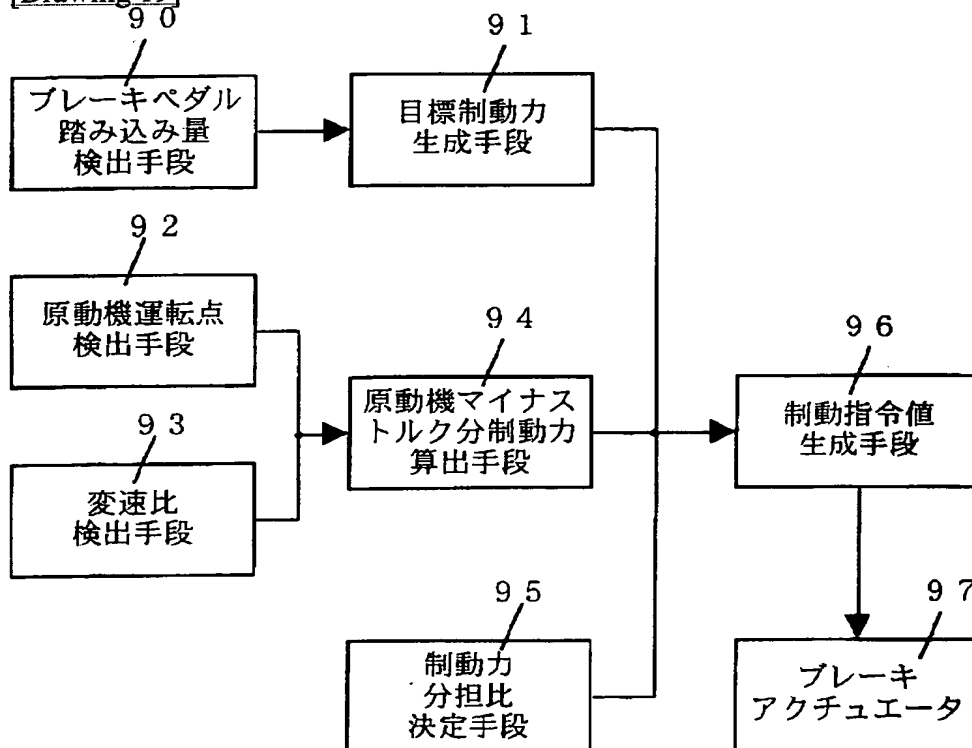 ９０
ブレーキペダル
踏み込み量
検出手段
９１
目標制動力
生成手段
９２
原動機運転点
検出手段
９３
変速比
検出手段
９４
原動機マイナス
トルク分制動力
算出手段
９５
制動力
分担比
決定手段
９６
制動指令値
生成手段
９７
ブレーキ
アクチュエータ